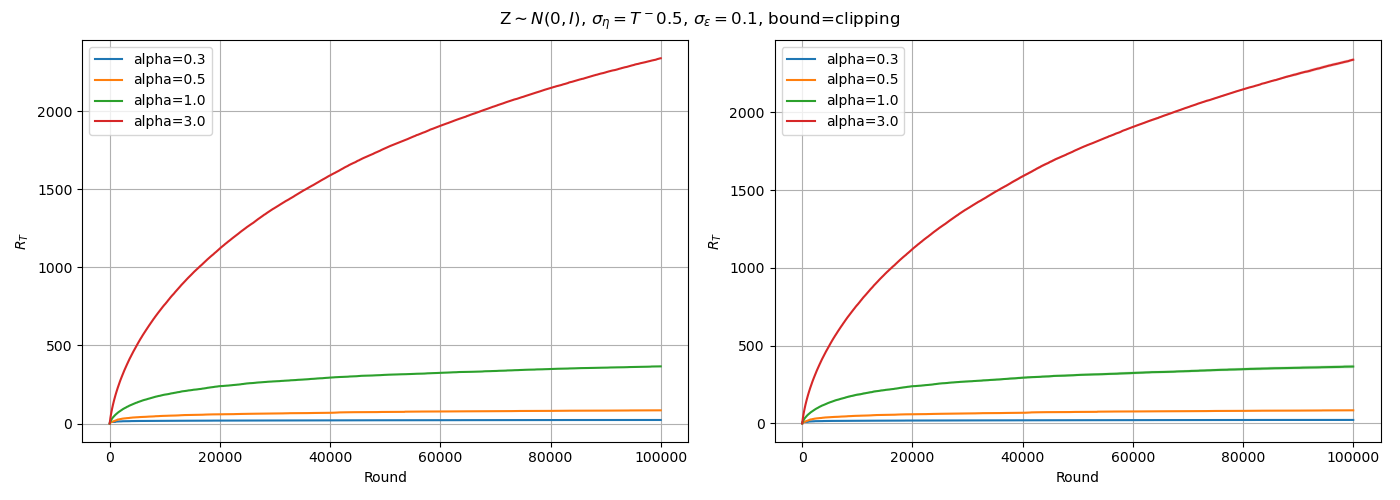 Z ∼ N(0, I), σ_η = T^−0.5, σ_ε = 0.1, bound=clipping
alpha=0.3
alpha=0.5
alpha=1.0
alpha=3.0
2000
1500
1000
500
0
R_T
0 20000 40000 60000 80000 100000
Round
alpha=0.3
alpha=0.5
alpha=1.0
alpha=3.0
2000
1500
1000
500
0
R_T
0 20000 40000 60000 80000 100000
Round